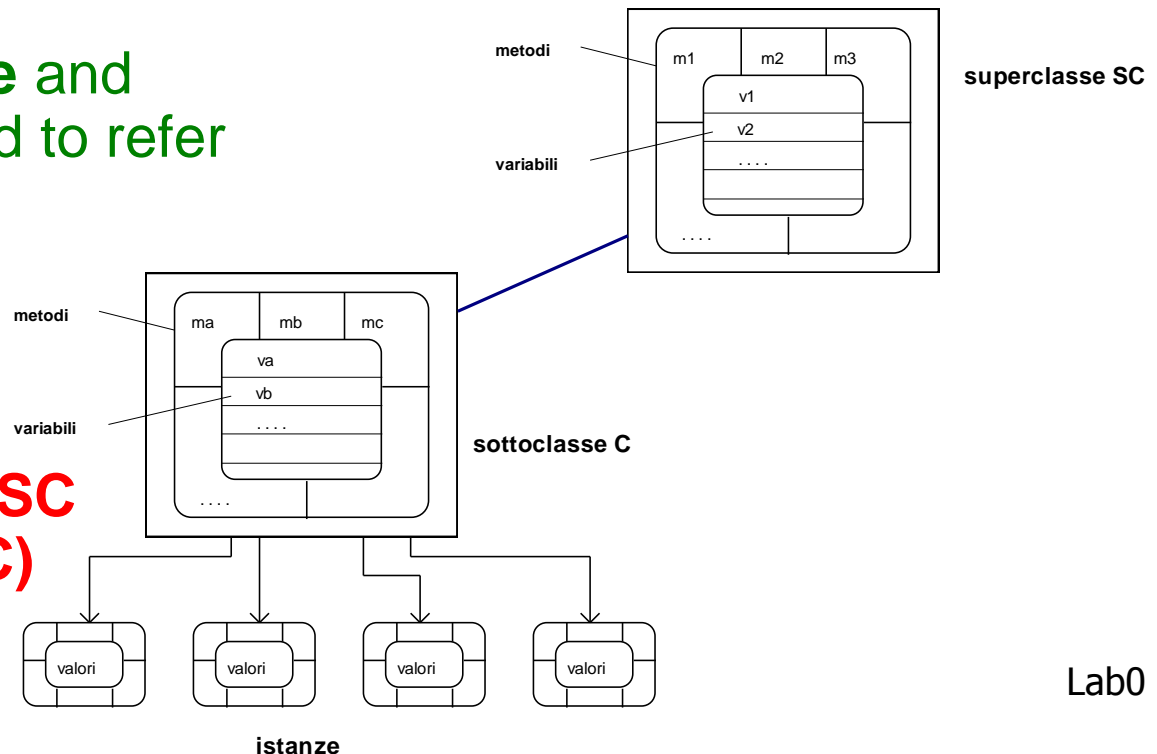 e and
d to refer
metodi
m1 m2 m3
superclasse SC
v1
v2
variabili
. . . .
. . . .
metodi
ma mb mc
va
vb
variabili
. . . .
sottoclasse C
SC
. . . .
C)
valori valori valori valori
Lab0
istanze